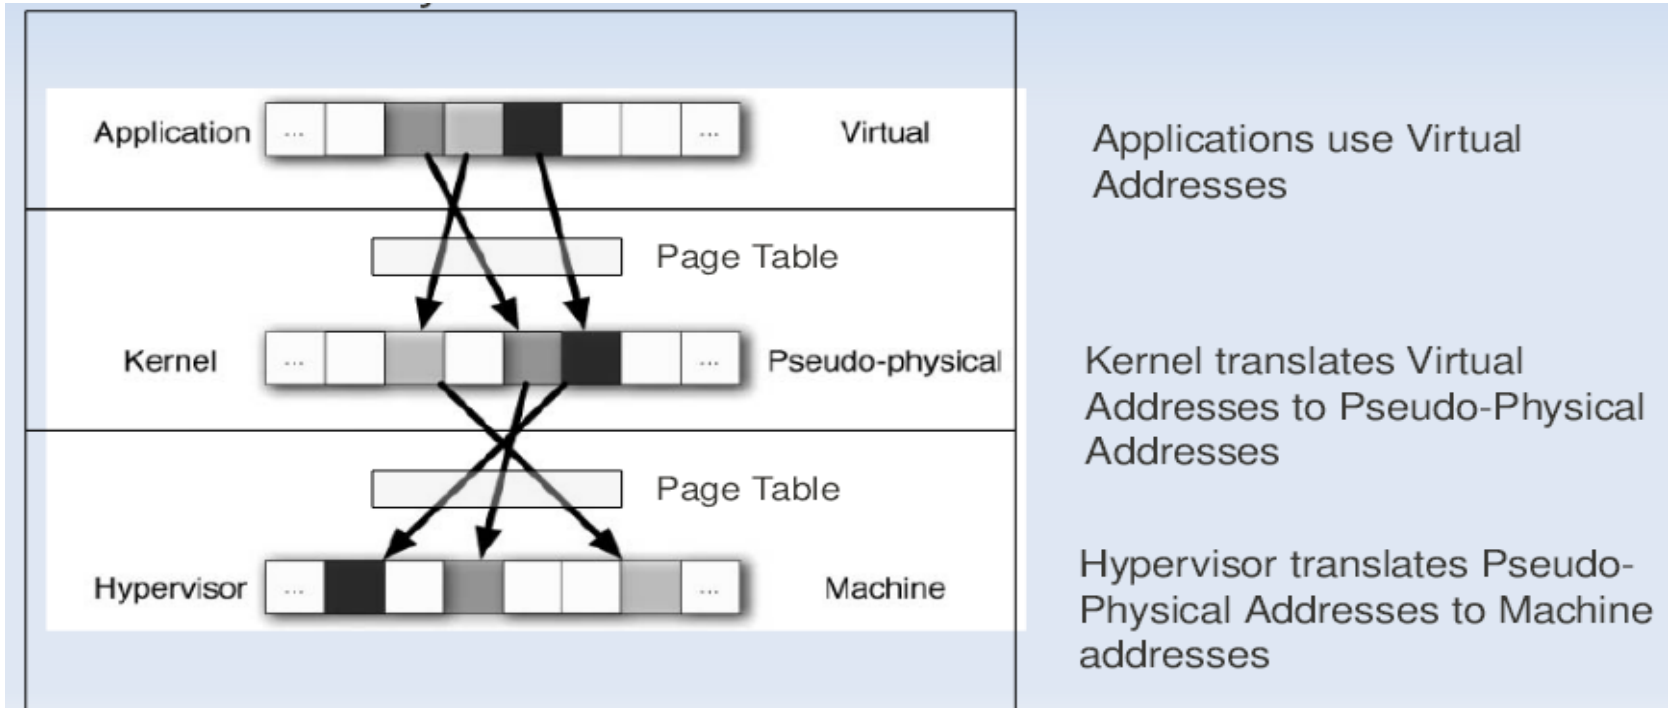 Application ... ... Virtual
Applications use Virtual
Addresses
Page Table
Kernel ... ... Pseudo-physical
Kernel translates Virtual
Addresses to Pseudo-Physical
Addresses
Page Table
Hypervisor ... ... Machine
Hypervisor translates Pseudo-
Physical Addresses to Machine
addresses